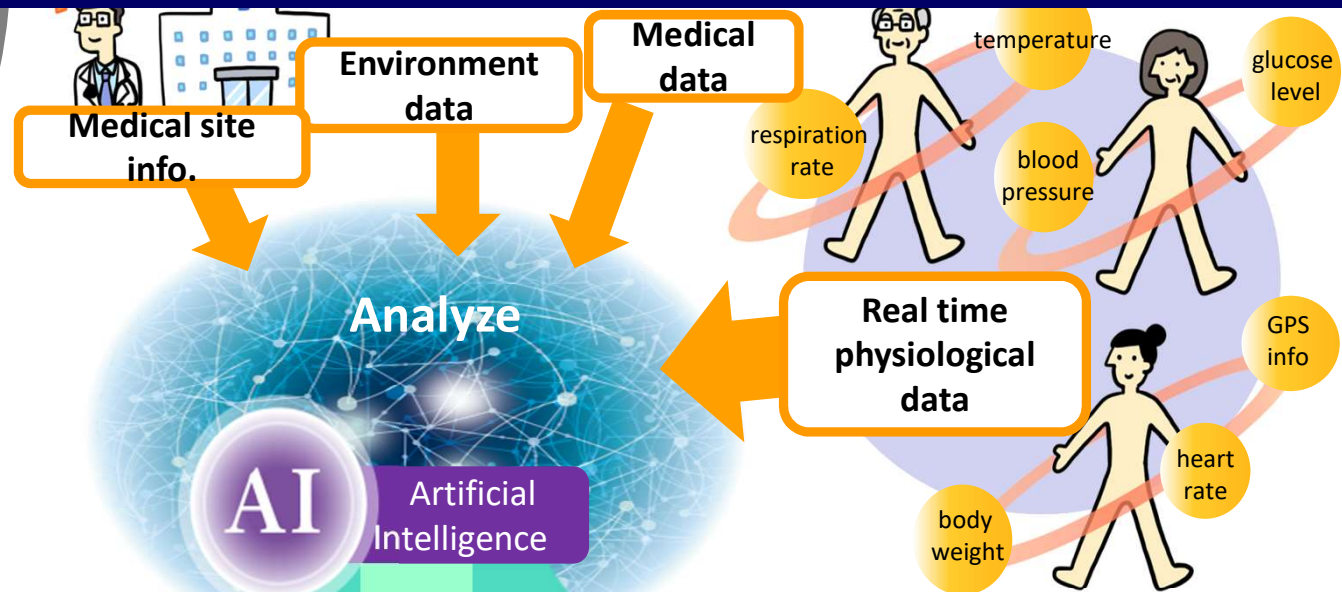 Medical site
info.
Environment
data
Medical
data
temperature
glucose
level
respiration
rate
blood
pressure
Analyze
Real time
physiological
data
GPS
info
heart
rate
body
weight
AI
Artificial
Intelligence